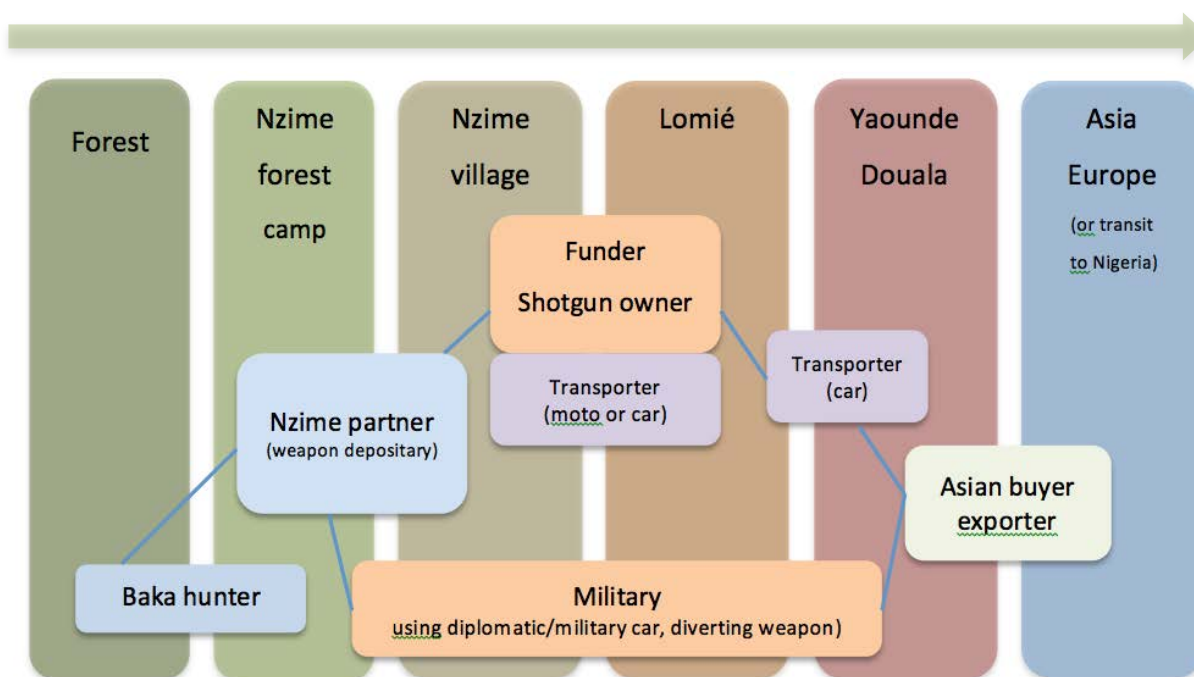 Forest
Nzime
forest
camp
Nzime
village
Lomié
Yaounde
Douala
Asia
Europe
(or transit
to Nigeria)
Funder
Shotgun owner
Transporter
(moto or car)
Transporter
(car)
Nzime partner
(weapon depositary)
Asian buyer
exporter
Baka hunter
Military
using diplomatic/military car, diverting weapon)